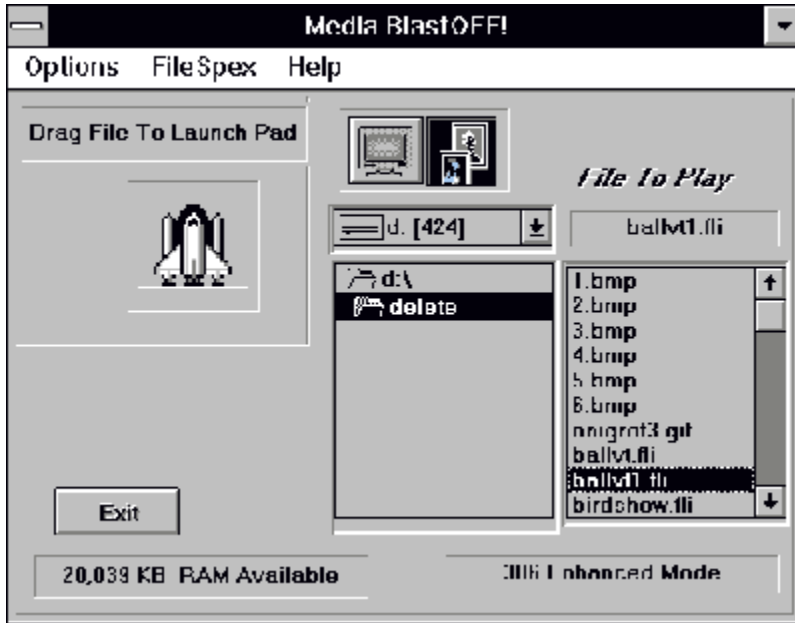 Media BlastOFF!
Options FileSpex Help
Drag File To Launch Pad
File To Play
d: [424]
ballvt1.fli
d:\
delete
1.bmp
2.bmp
3.bmp
4.bmp
5.bmp
6.bmp
ballvt.fli
ballvt1.fli
birdshow.fli
Exit
20,039 KB RAM Available
386 Enhanced Mode